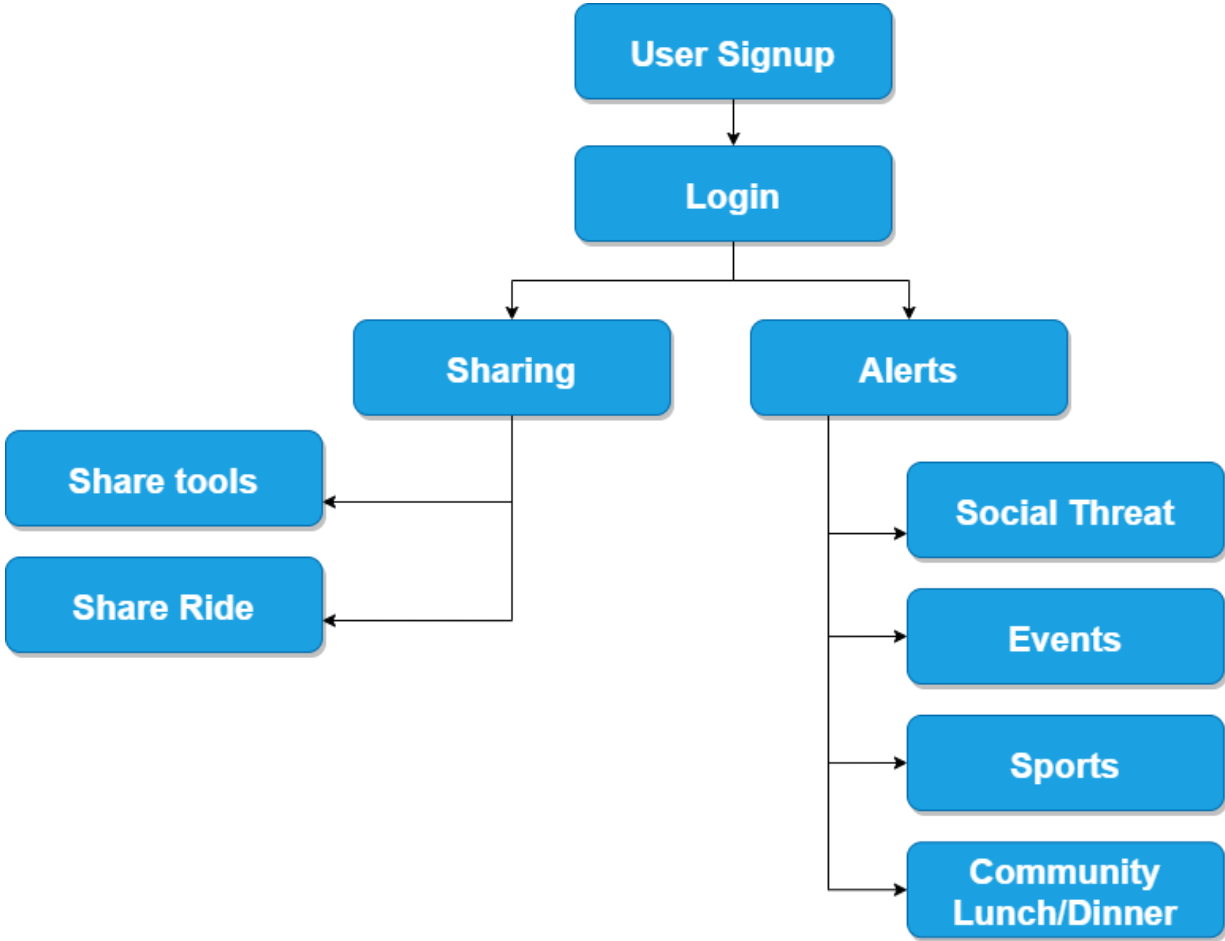 User Signup
Login
Sharing
Alerts
Share tools
Share Ride
Social Threat
Events
Sports
Community
Lunch/Dinner